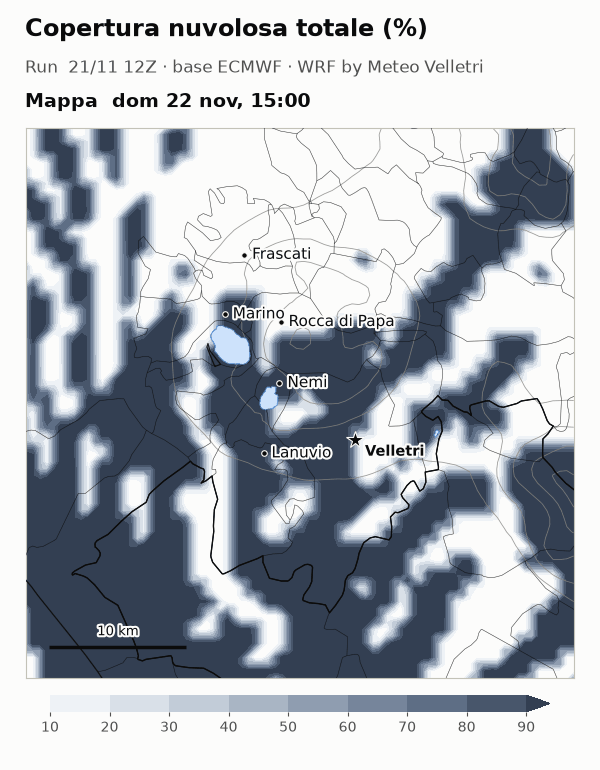 Copertura nuvolosa totale (%)
Run  21/11 12Z · base ECMWF · WRF by Meteo Velletri
Mappa  dom 22 nov, 15:00
Frascati
Marino
Rocca di Papa
Nemi
Velletri
Lanuvio
10 km
10 20 30 40 50 60 70 80 90